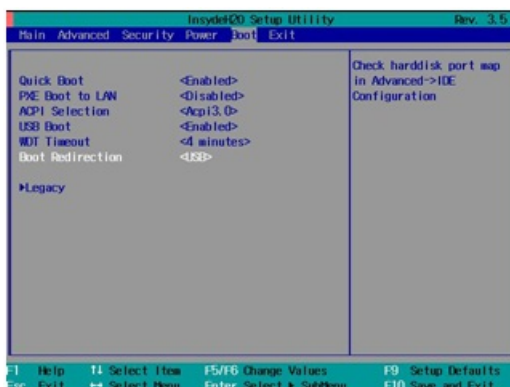 InsydeH2O Setup Utility Rev. 3.5
Main Advanced Security Power Boot Exit
Quick Boot <Enabled>
PXE Boot to LAN <Disabled>
ACPI Selection <Acpi3.0>
USB Boot <Enabled>
WDT Timeout <4 minutes>
Boot Redirection <USB>
▶Legacy
Check harddisk port map
in Advanced->IDE
Configuration
F1 Help ↑↓ Select Item F5/F6 Change Values F9 Setup Defaults
Esc Exit ↔ Select Menu Enter Select ▶ SubMenu F10 Save and Exit